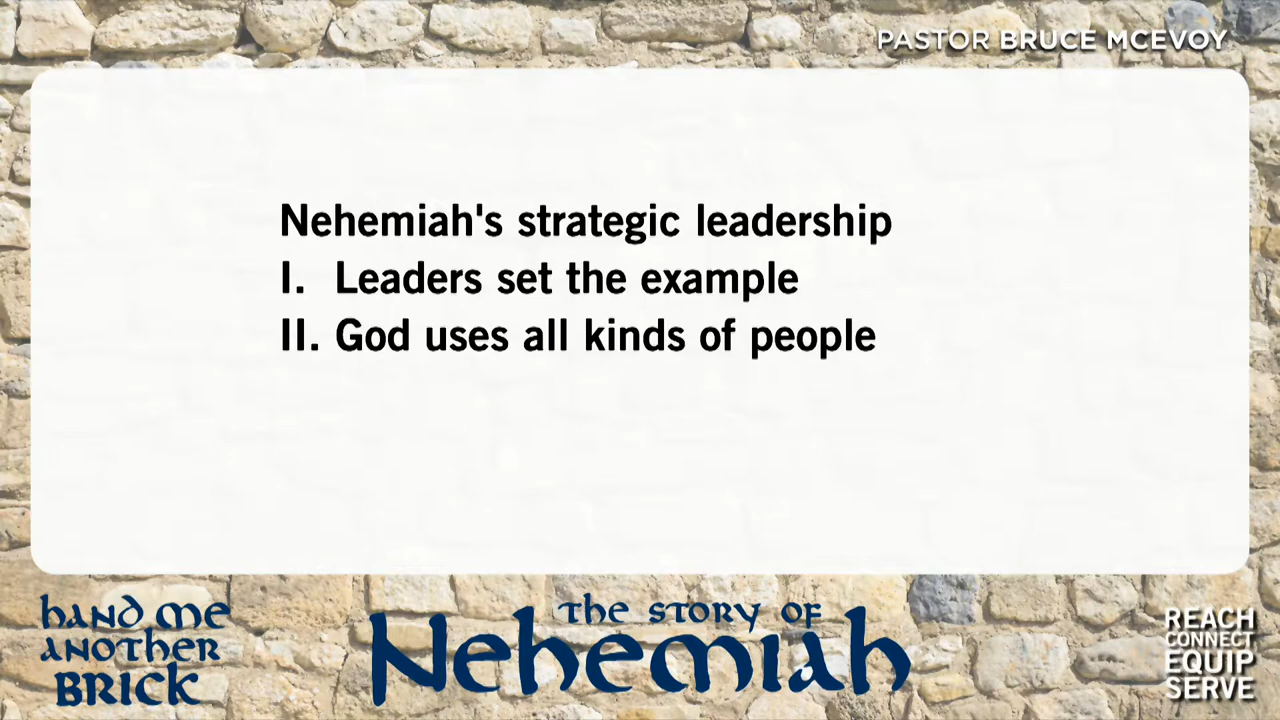 PASTOR BRUCE MCEVOY
Nehemiah's strategic leadership
I. Leaders set the example
II. God uses all kinds of people
hand me
another
BRICK
the story of
Nehemiah
REACH
CONNECT
EQUIP
SERVE